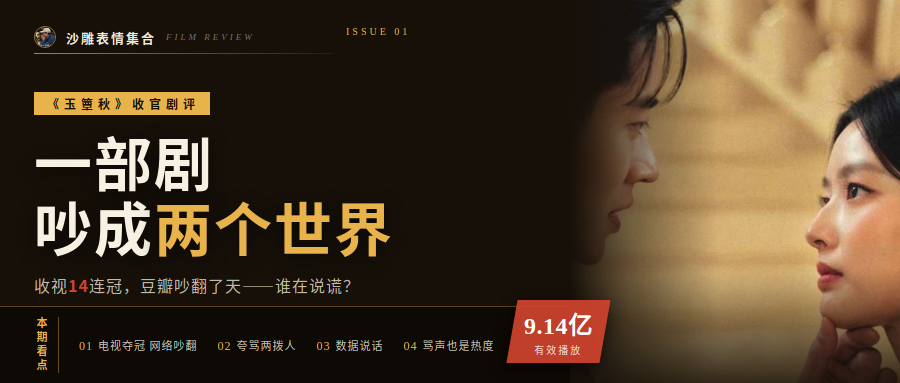 沙雕表情集合 FILM REVIEW
ISSUE 01
《玉簟秋》收官剧评
一部剧
吵成两个世界
收视14连冠，豆瓣吵翻了天——谁在说谎？
本期看点
01 电视夺冠 网络吵翻
02 夸骂两拨人
03 数据说话
04 骂声也是热度
9.14亿
有效播放